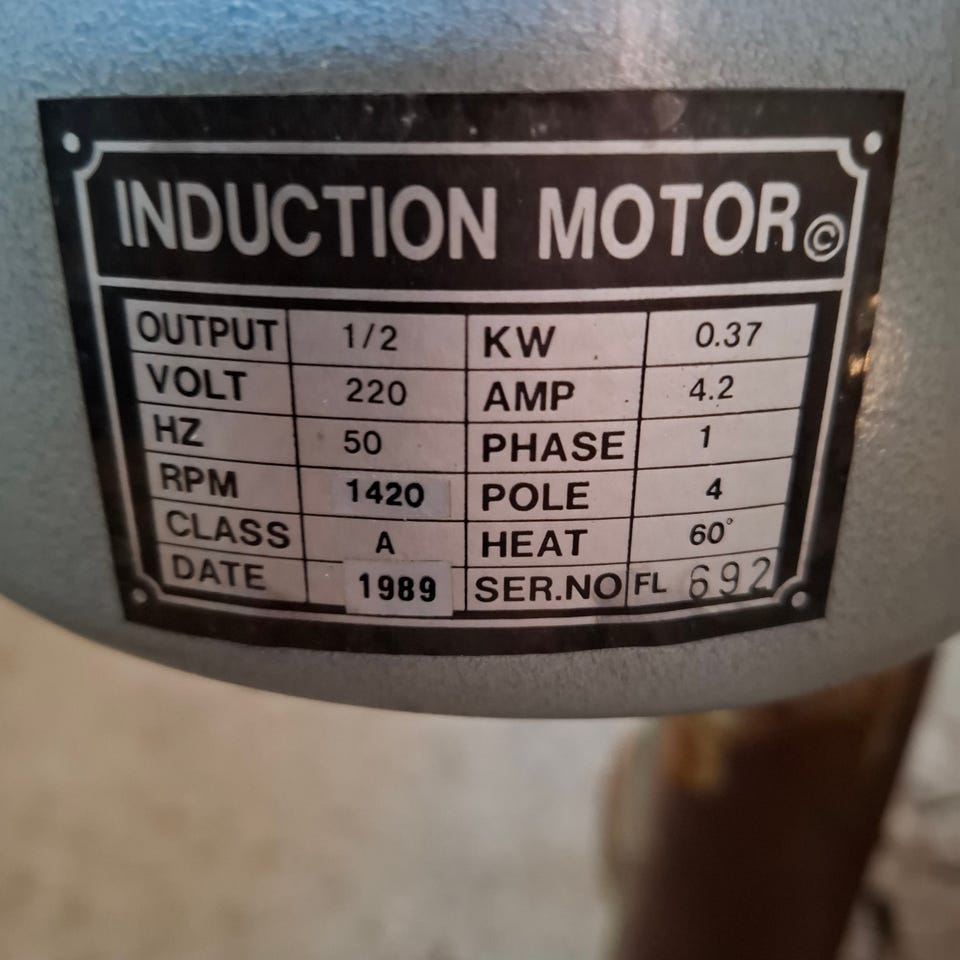 INDUCTION MOTOR ©
OUTPUT 1/2 KW 0.37
VOLT 220 AMP 4.2
HZ 50 PHASE 1
RPM 1420 POLE 4
CLASS A HEAT 60°
DATE 1989 SER.NO FL 692